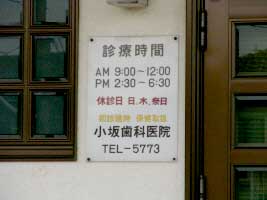 診療時間
AM 9:00~12:00
PM 2:30~6:30
休診日 日、水、祭日
小坂歯科医院
TEL-5773